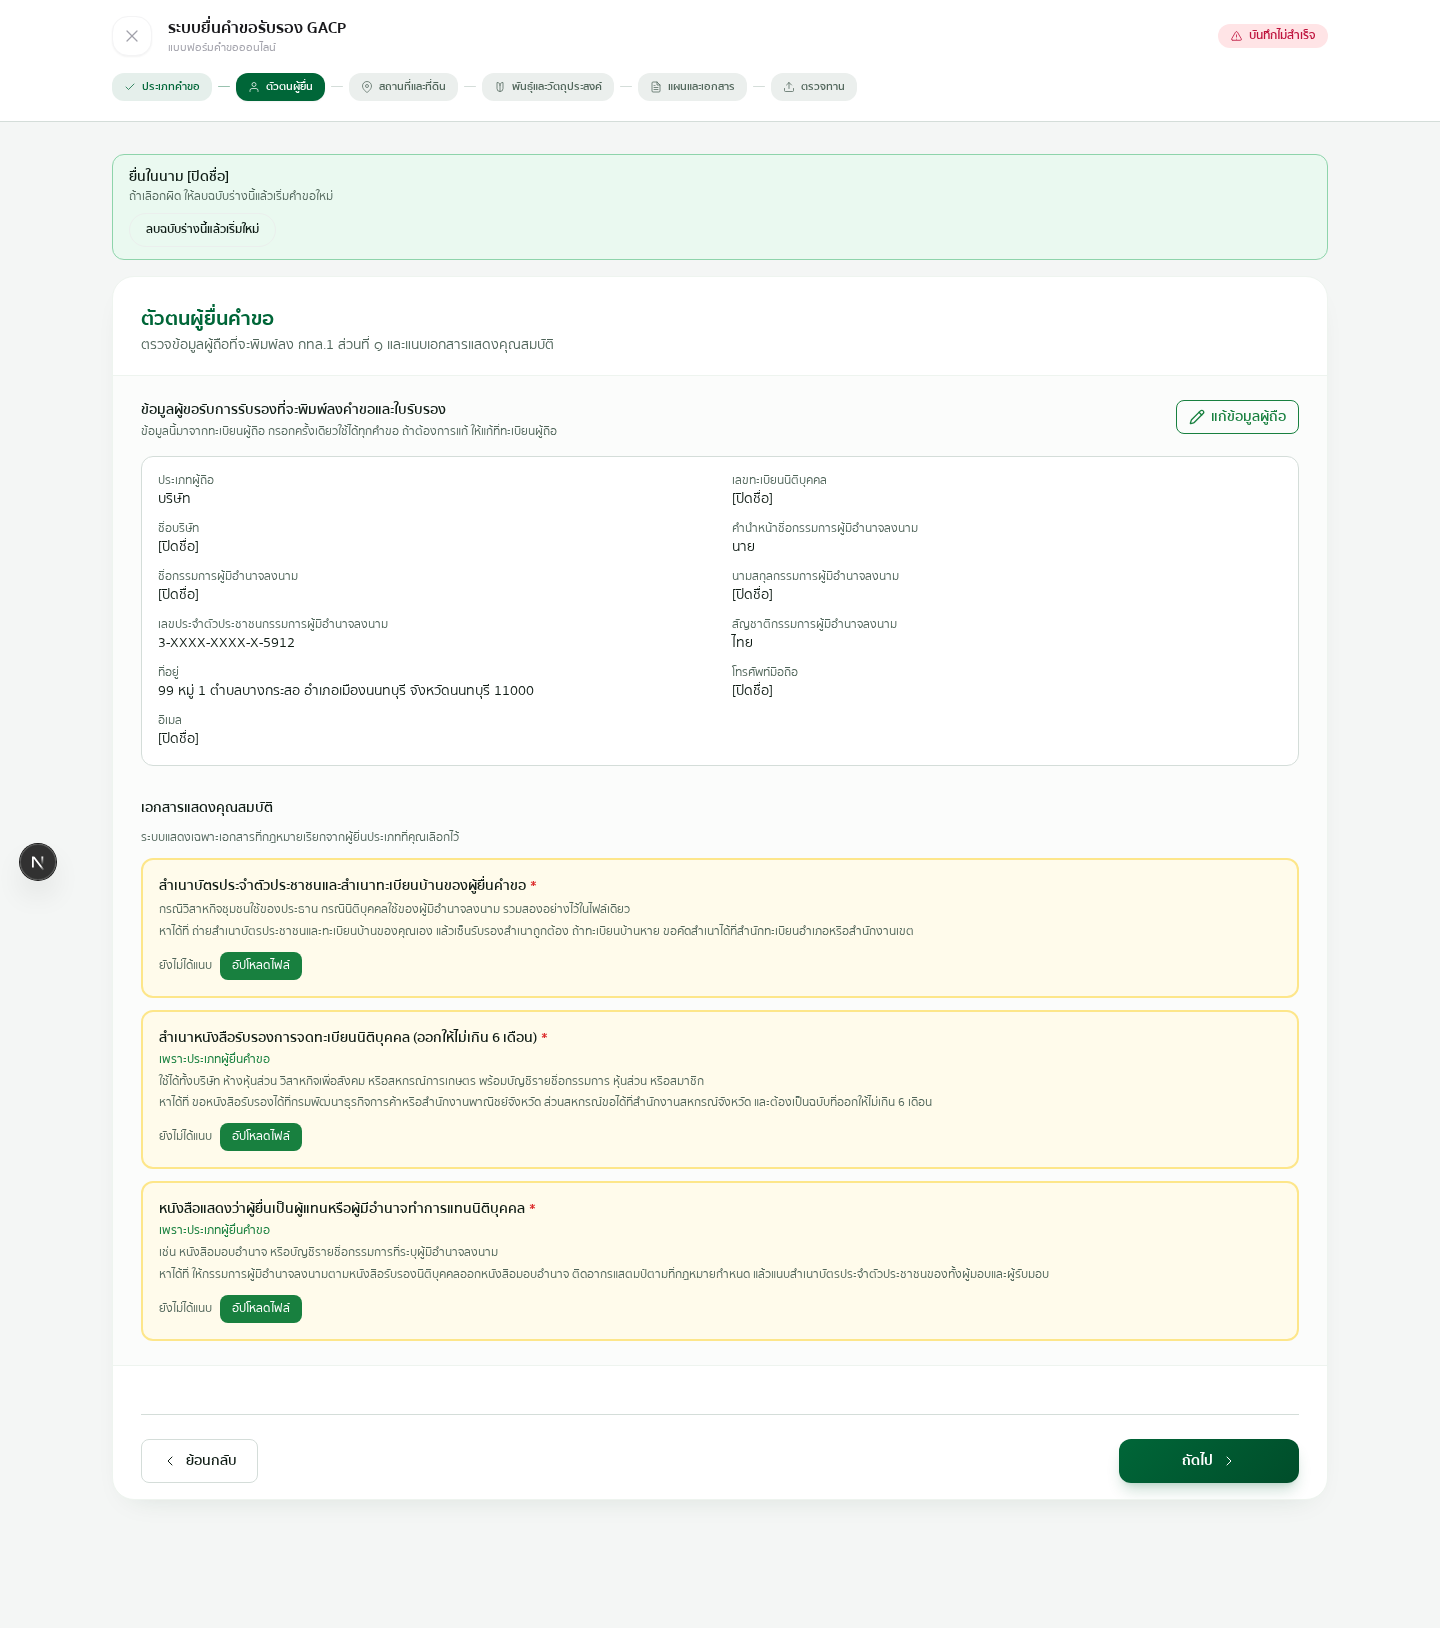 ระบบยื่นคำขอรับรอง GACP
แบบฟอร์มคำขอออนไลน์
บันทึกไม่สำเร็จ
ประเภทคำขอ
ตัวตนผู้ยื่น
สถานที่และที่ดิน
พันธุ์และวัตถุประสงค์
แผนและเอกสาร
ตรวจทาน
ยื่นในนาม [ปิดชื่อ]
ถ้าเลือกผิด ให้ลบฉบับร่างนี้แล้วเริ่มคำขอใหม่
ลบฉบับร่างนี้แล้วเริ่มใหม่
ตัวตนผู้ยื่นคำขอ
ตรวจข้อมูลผู้ถือที่จะพิมพ์ลง กทล.1 ส่วนที่ ๑ และแนบเอกสารแสดงคุณสมบัติ
ข้อมูลผู้ขอรับการรับรองที่จะพิมพ์ลงคำขอและใบรับรอง
ข้อมูลนี้มาจากทะเบียนผู้ถือ กรอกครั้งเดียวใช้ได้ทุกคำขอ ถ้าต้องการแก้ ให้แก้ที่ทะเบียนผู้ถือ
แก้ข้อมูลผู้ถือ
ประเภทผู้ถือ
บริษัท
เลขทะเบียนนิติบุคคล
[ปิดชื่อ]
ชื่อบริษัท
[ปิดชื่อ]
คำนำหน้าชื่อกรรมการผู้มีอำนาจลงนาม
นาย
ชื่อกรรมการผู้มีอำนาจลงนาม
[ปิดชื่อ]
นามสกุลกรรมการผู้มีอำนาจลงนาม
[ปิดชื่อ]
เลขประจำตัวประชาชนกรรมการผู้มีอำนาจลงนาม
3-XXXX-XXXX-X-5912
สัญชาติกรรมการผู้มีอำนาจลงนาม
ไทย
ที่อยู่
99 หมู่ 1 ตำบลบางกระสอ อำเภอเมืองนนทบุรี จังหวัดนนทบุรี 11000
โทรศัพท์มือถือ
[ปิดชื่อ]
อีเมล
[ปิดชื่อ]
เอกสารแสดงคุณสมบัติ
ระบบแสดงเฉพาะเอกสารที่กฎหมายเรียกจากผู้ยื่นประเภทที่คุณเลือกไว้
สำเนาบัตรประจำตัวประชาชนและสำเนาทะเบียนบ้านของผู้ยื่นคำขอ *
กรณีวิสาหกิจชุมชนใช้ของประธาน กรณีนิติบุคคลใช้ของผู้มีอำนาจลงนาม รวมสองอย่างไว้ในไฟล์เดียว
หาได้ที่ ถ่ายสำเนาบัตรประชาชนและทะเบียนบ้านของคุณเอง แล้วเซ็นรับรองสำเนาถูกต้อง ถ้าทะเบียนบ้านหาย ขอคัดสำเนาได้ที่สำนักทะเบียนอำเภอหรือสำนักงานเขต
ยังไม่ได้แนบ
อัปโหลดไฟล์
สำเนาหนังสือรับรองการจดทะเบียนนิติบุคคล (ออกให้ไม่เกิน 6 เดือน) *
เพราะประเภทผู้ยื่นคำขอ
ใช้ได้ทั้งบริษัท ห้างหุ้นส่วน วิสาหกิจเพื่อสังคม หรือสหกรณ์การเกษตร พร้อมบัญชีรายชื่อกรรมการ หุ้นส่วน หรือสมาชิก
หาได้ที่ ขอหนังสือรับรองได้ที่กรมพัฒนาธุรกิจการค้าหรือสำนักงานพาณิชย์จังหวัด ส่วนสหกรณ์ขอได้ที่สำนักงานสหกรณ์จังหวัด และต้องเป็นฉบับที่ออกให้ไม่เกิน 6 เดือน
ยังไม่ได้แนบ
อัปโหลดไฟล์
หนังสือแสดงว่าผู้ยื่นเป็นผู้แทนหรือผู้มีอำนาจทำการแทนนิติบุคคล *
เพราะประเภทผู้ยื่นคำขอ
เช่น หนังสือมอบอำนาจ หรือบัญชีรายชื่อกรรมการที่ระบุผู้มีอำนาจลงนาม
หาได้ที่ ให้กรรมการผู้มีอำนาจลงนามตามหนังสือรับรองนิติบุคคลออกหนังสือมอบอำนาจ ติดอากรแสตมป์ตามที่กฎหมายกำหนด แล้วแนบสำเนาบัตรประจำตัวประชาชนของทั้งผู้มอบและผู้รับมอบ
ยังไม่ได้แนบ
อัปโหลดไฟล์
ย้อนกลับ
ถัดไป